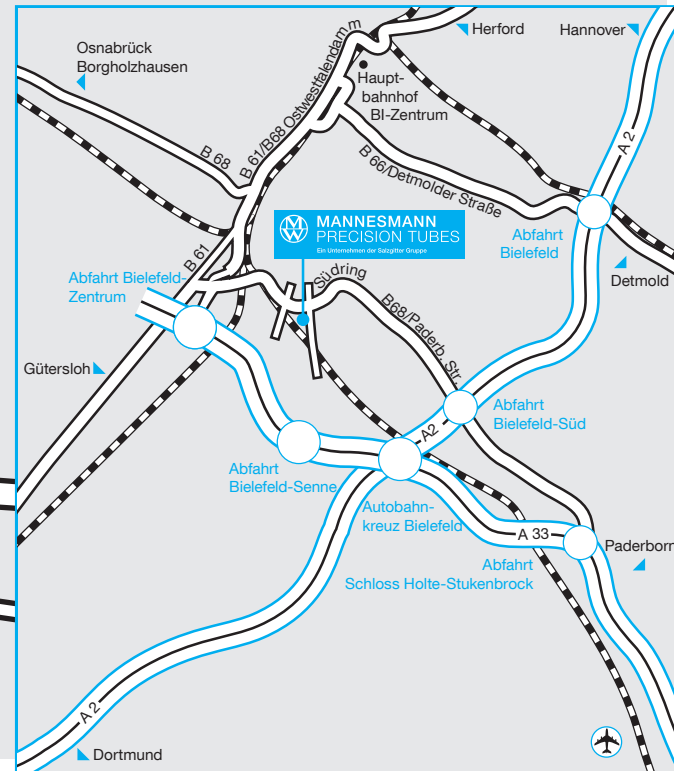 Herford
Hannover
Osnabrück
Borgholzhausen
Haupt-
bahnhof
BI-Zentrum
B 61/B68 Ostwestfalendamm
A 2
B 68
B 66/Detmolder Straße
MANNESMANN
PRECISION TUBES
Ein Unternehmen der Salzgitter Gruppe
Abfahrt
Bielefeld
B 61
Abfahrt Bielefeld-
Zentrum
Südring
Detmold
B68/Paderb. Str.
Gütersloh
Abfahrt
Bielefeld-Süd
A2
Abfahrt
Bielefeld-Senne
Autobahn-
kreuz Bielefeld
A 33
Paderborn
Abfahrt
Schloss Holte-Stukenbrock
A 2
Dortmund